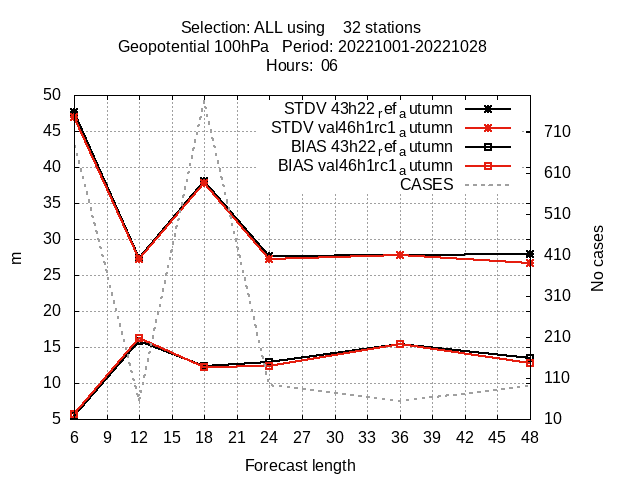 Selection: ALL using    32 stations
Geopotential 100hPa   Period: 20221001-20221028
Hours:  06
STDV 43h22_ref_autumn
STDV val46h1rc1_autumn
BIAS 43h22_ref_autumn
BIAS val46h1rc1_autumn
CASES
50
45
40
35
30
25
20
15
10
5
m
710
610
510
410
310
210
110
10
No cases
6 9 12 15 18 21 24 27 30 33 36 39 42 45 48
Forecast length